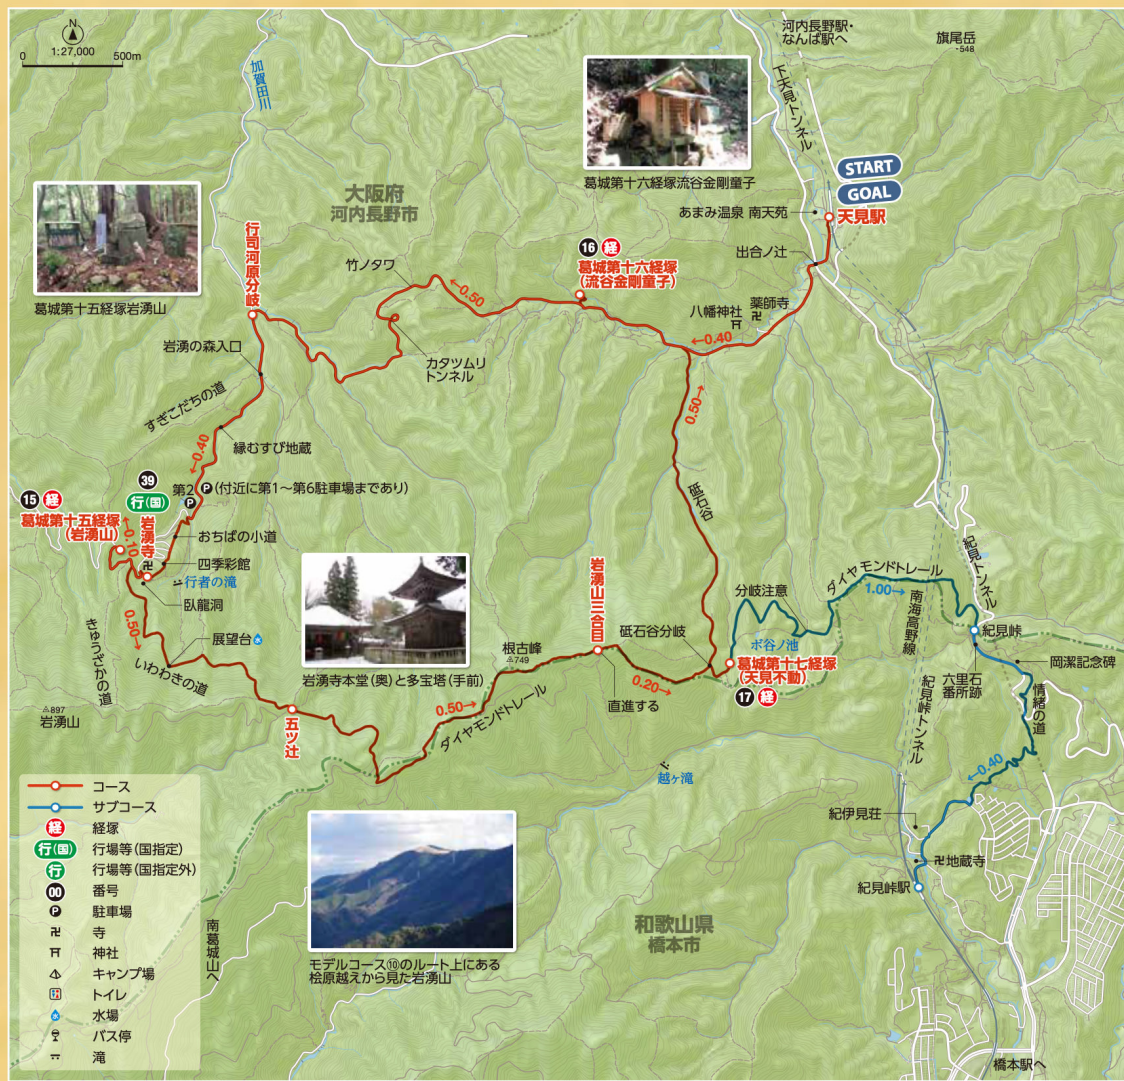 N
1:27,000
0 500m
加賀田川
河内長野駅・
なんば駅へ
旗尾岳
・548
下天見トンネル
START
GOAL
天見駅
葛城第十六経塚流谷金剛童子
あまみ温泉 南天苑
出合ノ辻
大阪府
河内長野市
葛城第十五経塚岩湧山
行司河原分岐
竹ノタワ
16 経
葛城第十六経塚
(流谷金剛童子)
←0.50
八幡神社
薬師寺
←0.40
カタツムリ
トンネル
岩湧の森入口
すぎこだちの道
0.50→
縁むすび地蔵
←0.40
39
行(国)
第2 P (付近に第1〜第6駐車場まであり)
P
15 経
葛城第十五経塚
(岩湧山)
←0.10
岩湧寺
おちばの小道
四季彩館
行者の滝
臥龍洞
砥石谷
紀見トンネル
ダイヤモンドトレール
1.00→
分岐注意
南海高野線
岩湧山三合目
ボ谷ノ池
紀見峠
砥石谷分岐
0.50→
展望台 水
きゅうざかの道
いわわきの道
岩湧寺本堂(奥)と多宝塔(手前)
根古峰
749
葛城第十七経塚
(天見不動)
17 経
0.20→
直進する
六里石
番所跡
岡潔記念碑
情緒の道
紀見峠トンネル
897
岩湧山
五ツ辻
0.50→
ダイヤモンドトレール
越ヶ滝
←0.40
紀伊見荘
地蔵寺
紀見峠駅
コース
サブコース
経 経塚
行(国) 行場等(国指定)
行 行場等(国指定外)
00 番号
P 駐車場
卍 寺
神社
キャンプ場
トイレ
水 水場
バス停
滝
南葛城山へ
モデルコース⑩のルート上にある
桧原越えから見た岩湧山
和歌山県
橋本市
橋本駅へ